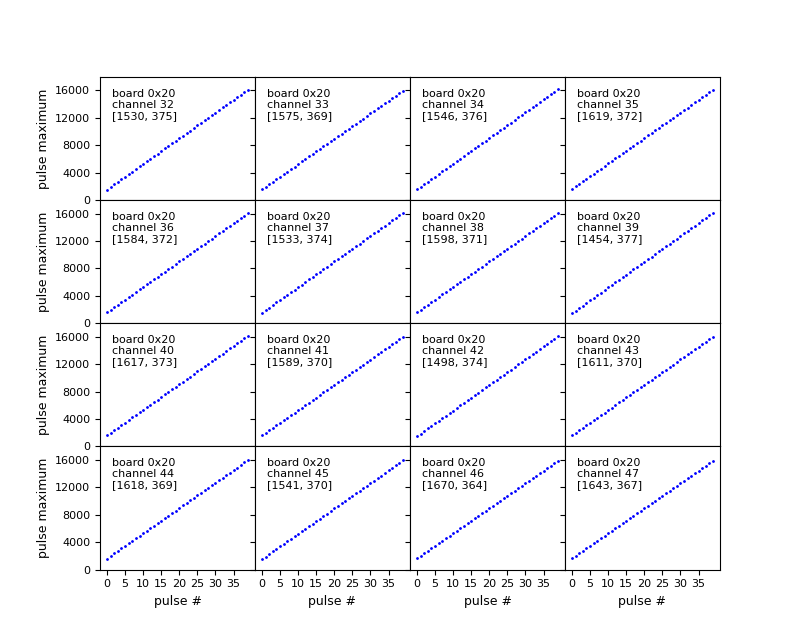 pulse maximum
16000
12000
8000
4000
0
board 0x20
channel 32
[1530, 375]
board 0x20
channel 33
[1575, 369]
board 0x20
channel 34
[1546, 376]
board 0x20
channel 35
[1619, 372]
pulse maximum
16000
12000
8000
4000
0
board 0x20
channel 36
[1584, 372]
board 0x20
channel 37
[1533, 374]
board 0x20
channel 38
[1598, 371]
board 0x20
channel 39
[1454, 377]
pulse maximum
16000
12000
8000
4000
0
board 0x20
channel 40
[1617, 373]
board 0x20
channel 41
[1589, 370]
board 0x20
channel 42
[1498, 374]
board 0x20
channel 43
[1611, 370]
pulse maximum
16000
12000
8000
4000
0
board 0x20
channel 44
[1618, 369]
board 0x20
channel 45
[1541, 370]
board 0x20
channel 46
[1670, 364]
board 0x20
channel 47
[1643, 367]
0 5 10 15 20 25 30 35
0 5 10 15 20 25 30 35
0 5 10 15 20 25 30 35
0 5 10 15 20 25 30 35
pulse #
pulse #
pulse #
pulse #